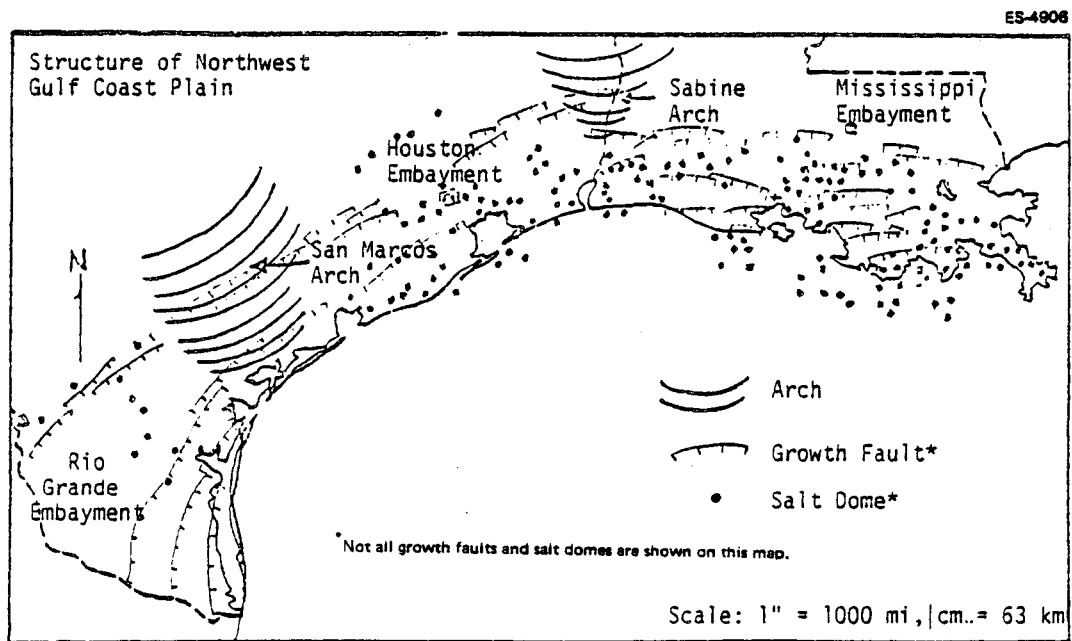 ES-4906
Structure of Northwest
Gulf Coast Plain
Sabine
Arch
Mississippi
Embayment
Houston
Embayment
San Marcos
Arch
N
Arch
Growth Fault*
Salt Dome*
Rio
Grande
Embayment
*Not all growth faults and salt domes are shown on this map.
Scale: 1" = 1000 mi,|cm..= 63 km